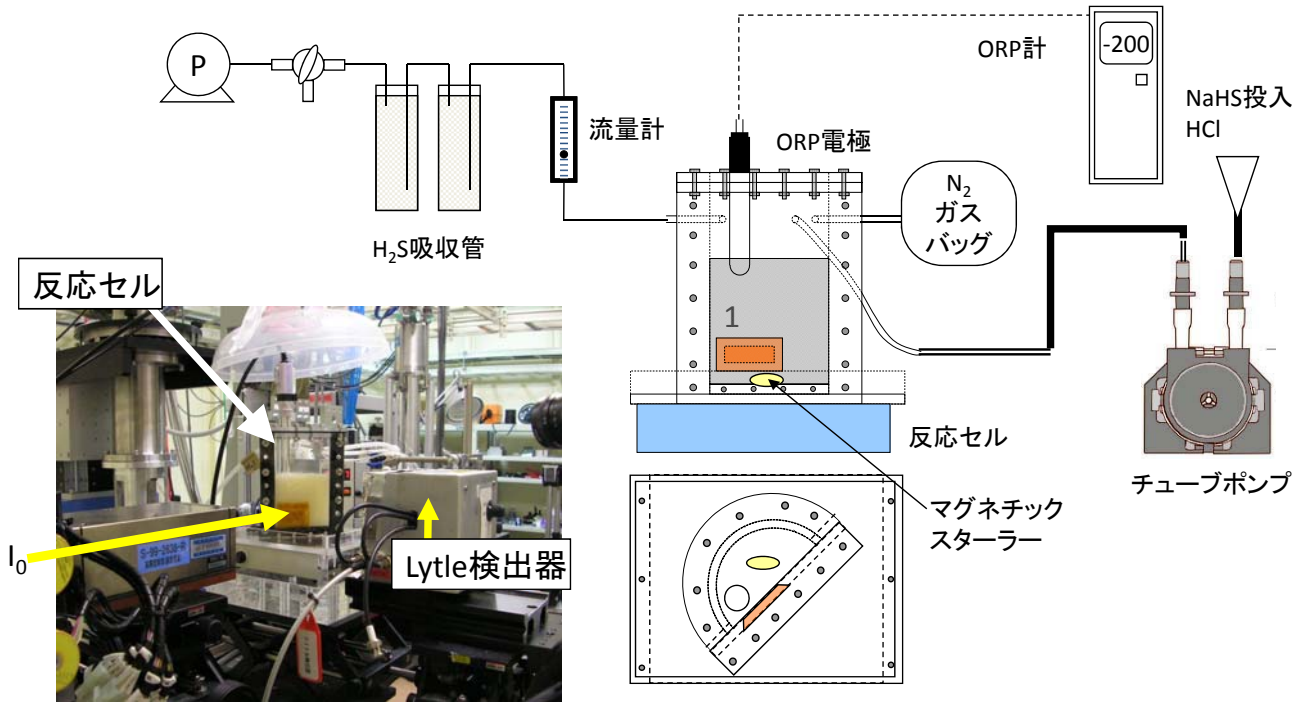 P
流量計
H₂S吸収管
ORP計
-200
ORP電極
NaHS投入
HCl
N₂
ガス
バッグ
1
反応セル
チューブポンプ
マグネチック
スターラー
反応セル
I₀
Lytle検出器
S-99-2638-R